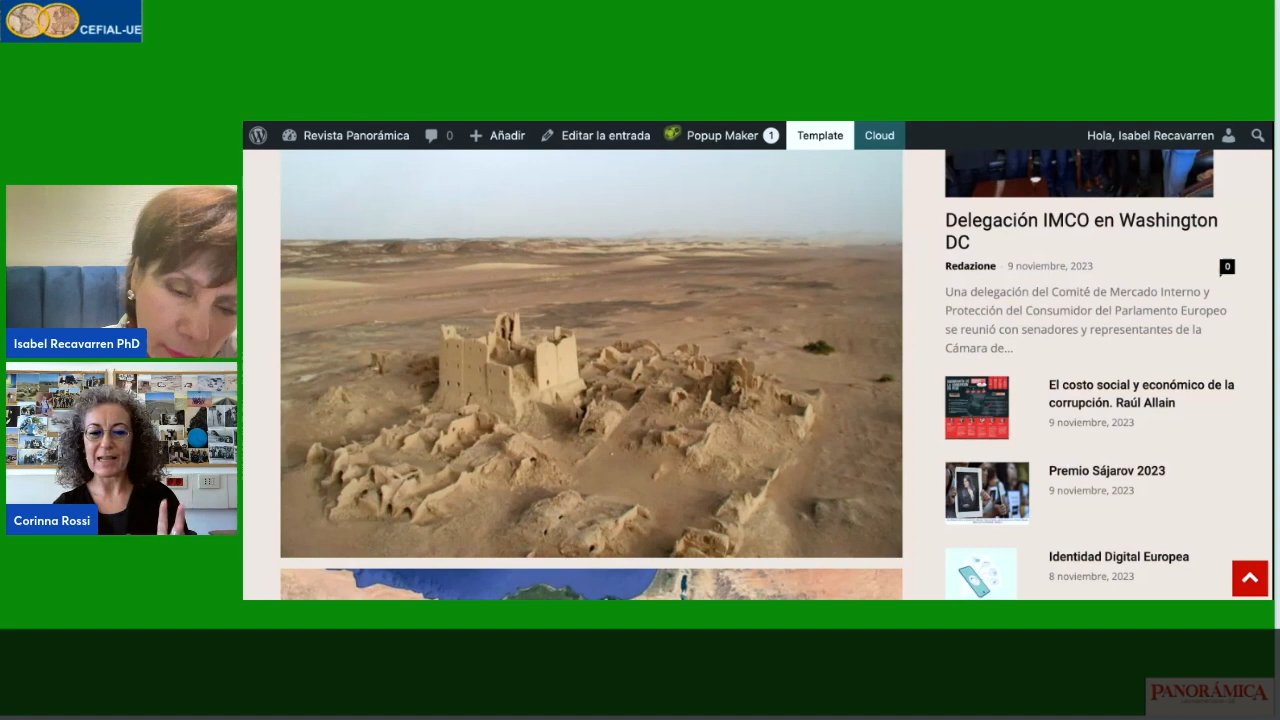 CEFIAL-UE
Revista Panorámica 0 Añadir Editar la entrada Popup Maker 1 Template Cloud Hola, Isabel Recavarren
Isabel Recavarren PhD
Corinna Rossi
Delegación IMCO en Washington
DC
Redazione - 9 noviembre, 2023 0
Una delegación del Comité de Mercado Interno y
Protección del Consumidor del Parlamento Europeo
se reunió con senadores y representantes de la
Cámara de...
El costo social y económico de la
corrupción. Raúl Allain
9 noviembre, 2023
Premio Sájarov 2023
9 noviembre, 2023
Identidad Digital Europea
8 noviembre, 2023
PANORÁMICA